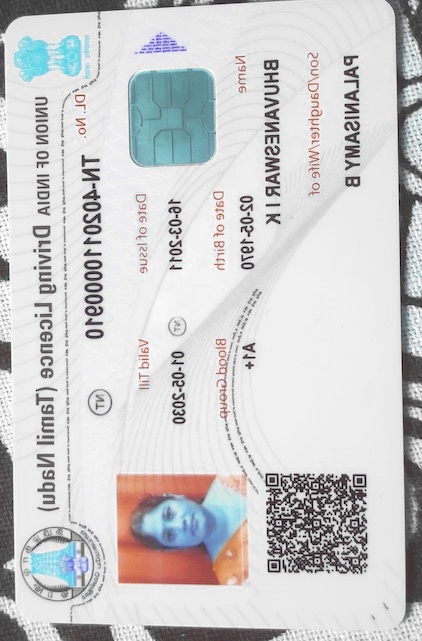 UNION OF INDIA Driving Licence (Tamil Nadu)
DL. No. TN-4020110000910
NT
Date of Issue Valid Till
16-03-2011 NT 01-05-2030
Date of Birth Blood Group
02-05-1970 A1+
Name
BHUVANESWARI K
Son/Daughter/Wife of
PALANISAMY B